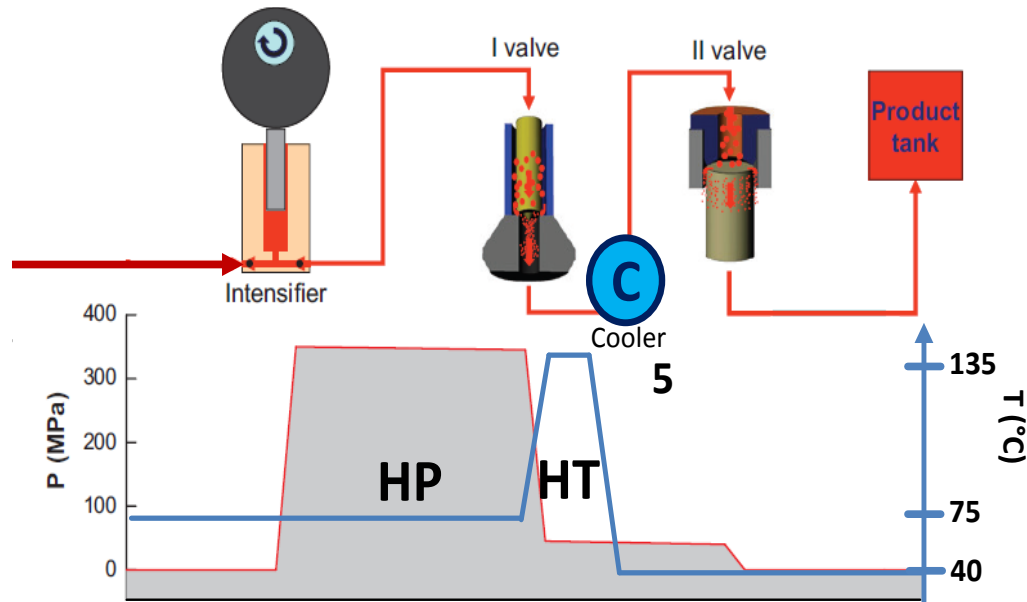 I valve
II valve
Product
tank
Intensifier
C
Cooler
5
400
300
200
100
0
P (MPa)
HP
HT
135
75
40
T (°C)